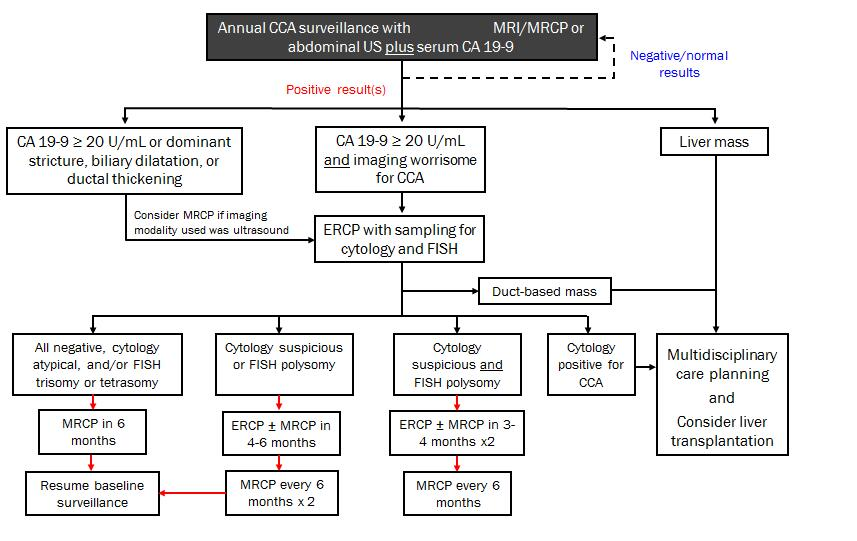 Annual CCA surveillance with MRI/MRCP or
abdominal US plus serum CA 19-9
Negative/normal
results
Positive result(s)
CA 19-9 ≥ 20 U/mL or dominant
stricture, biliary dilatation, or
ductal thickening
CA 19-9 ≥ 20 U/mL
and imaging worrisome
for CCA
Liver mass
Consider MRCP if imaging
modality used was ultrasound
ERCP with sampling for
cytology and FISH
Duct-based mass
All negative, cytology
atypical, and/or FISH
trisomy or tetrasomy
Cytology suspicious
or FISH polysomy
Cytology
suspicious and
FISH polysomy
Cytology
positive for
CCA
Multidisciplinary
care planning
and
Consider liver
transplantation
MRCP in 6
months
ERCP ± MRCP in
4-6 months
ERCP ± MRCP in 3-
4 months x2
Resume baseline
surveillance
MRCP every 6
months x 2
MRCP every 6
months